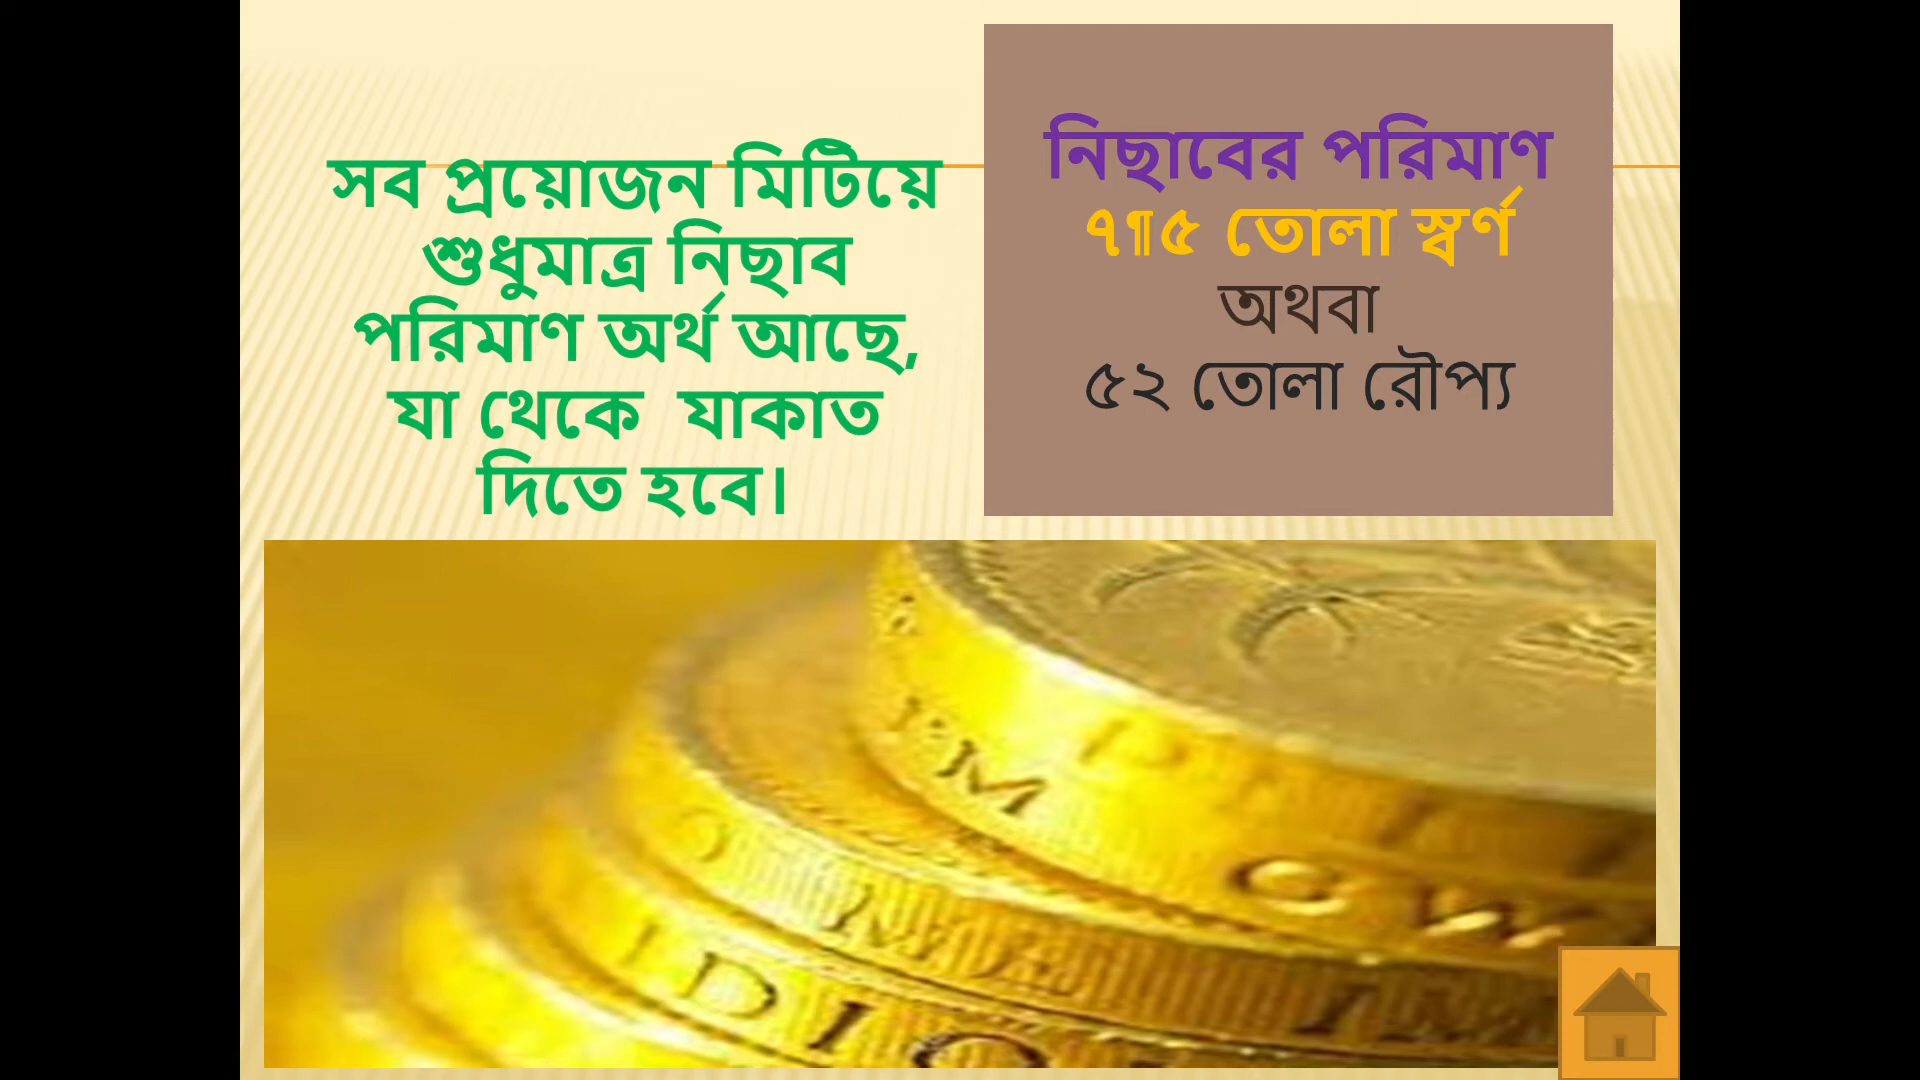 সব প্রয়োজন মিটিয়ে
শুধুমাত্র নিছাব
পরিমাণ অর্থ আছে,
যা থেকে যাকাত
দিতে হবে।
নিছাবের পরিমাণ
৭¶৫ তোলা স্বর্ণ
অথবা
৫২ তোলা রৌপ্য